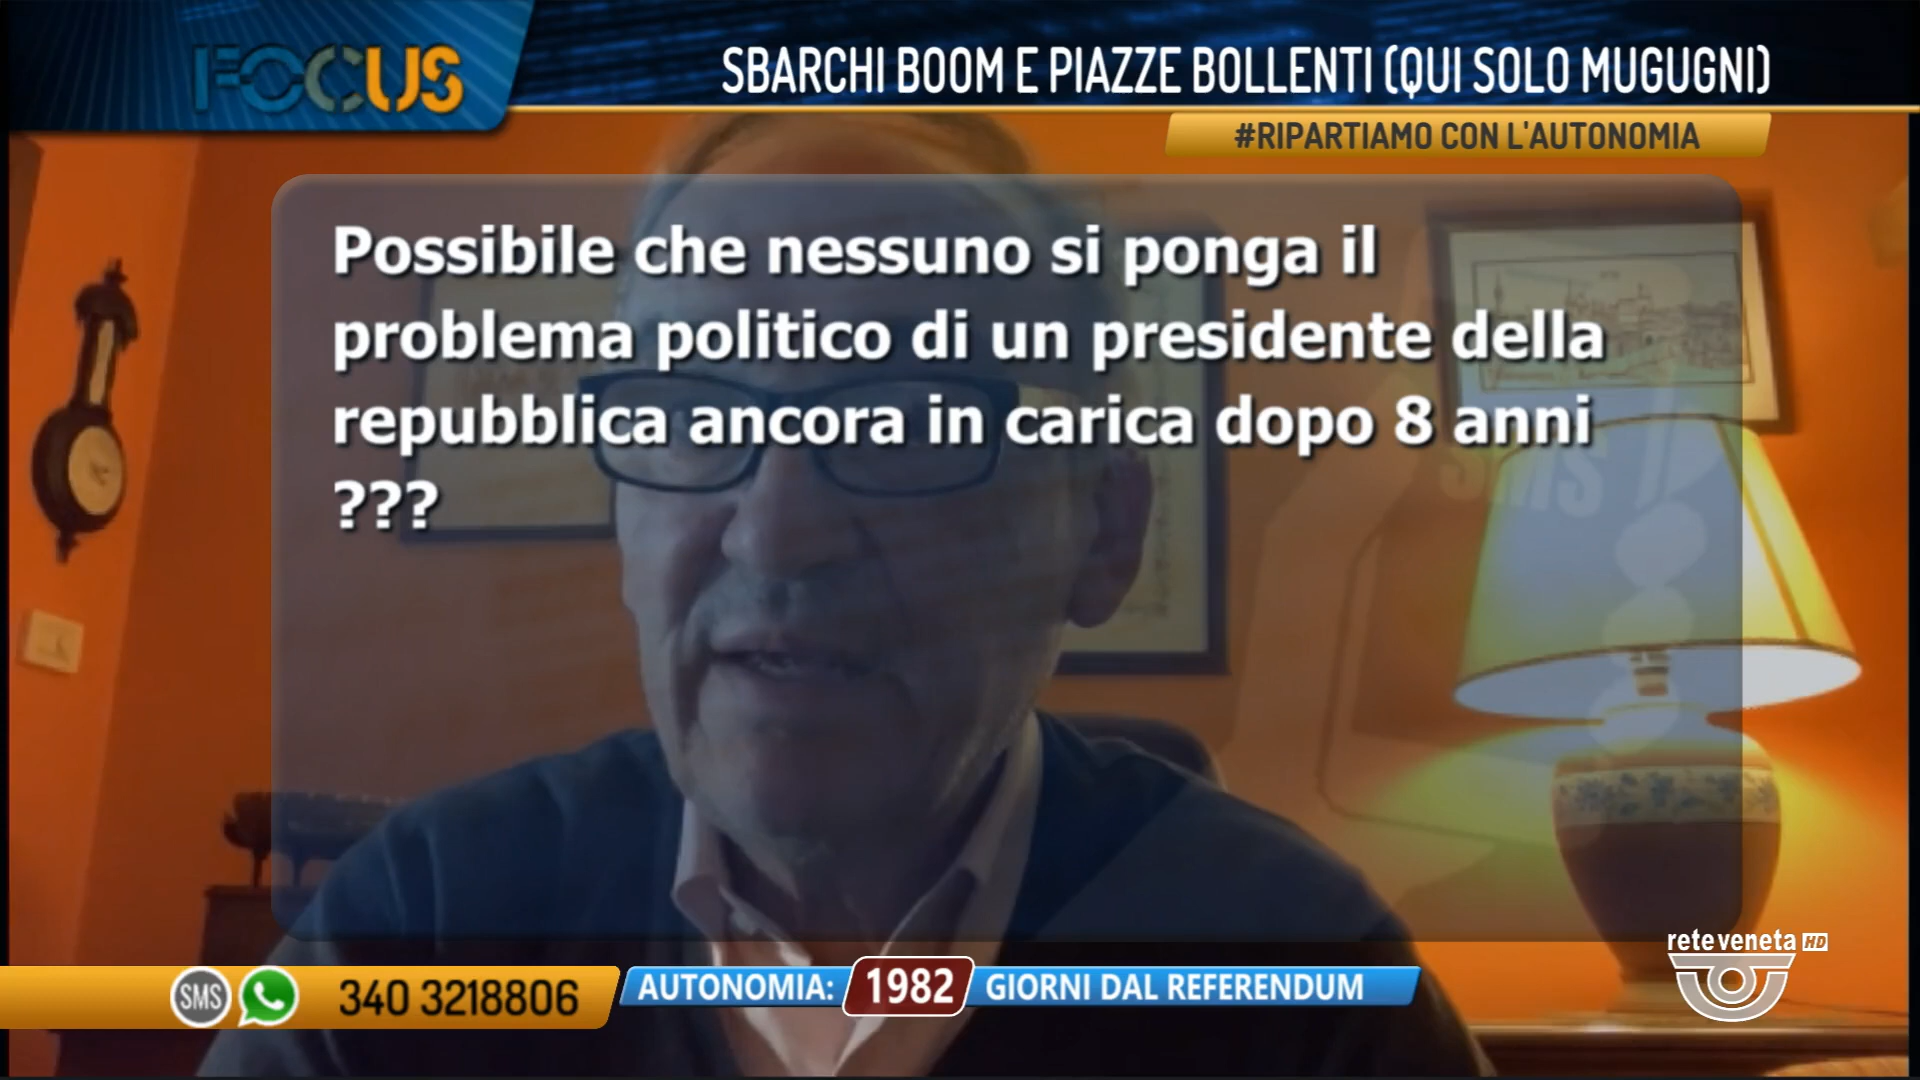 FOCUS
SBARCHI BOOM E PIAZZE BOLLENTI (QUI SOLO MUGUGNI)
#RIPARTIAMO CON L'AUTONOMIA
Possibile che nessuno si ponga il
problema politico di un presidente della
repubblica ancora in carica dopo 8 anni
???
SMS
reteveneta HD
SMS 340 3218806
AUTONOMIA: 1982 GIORNI DAL REFERENDUM